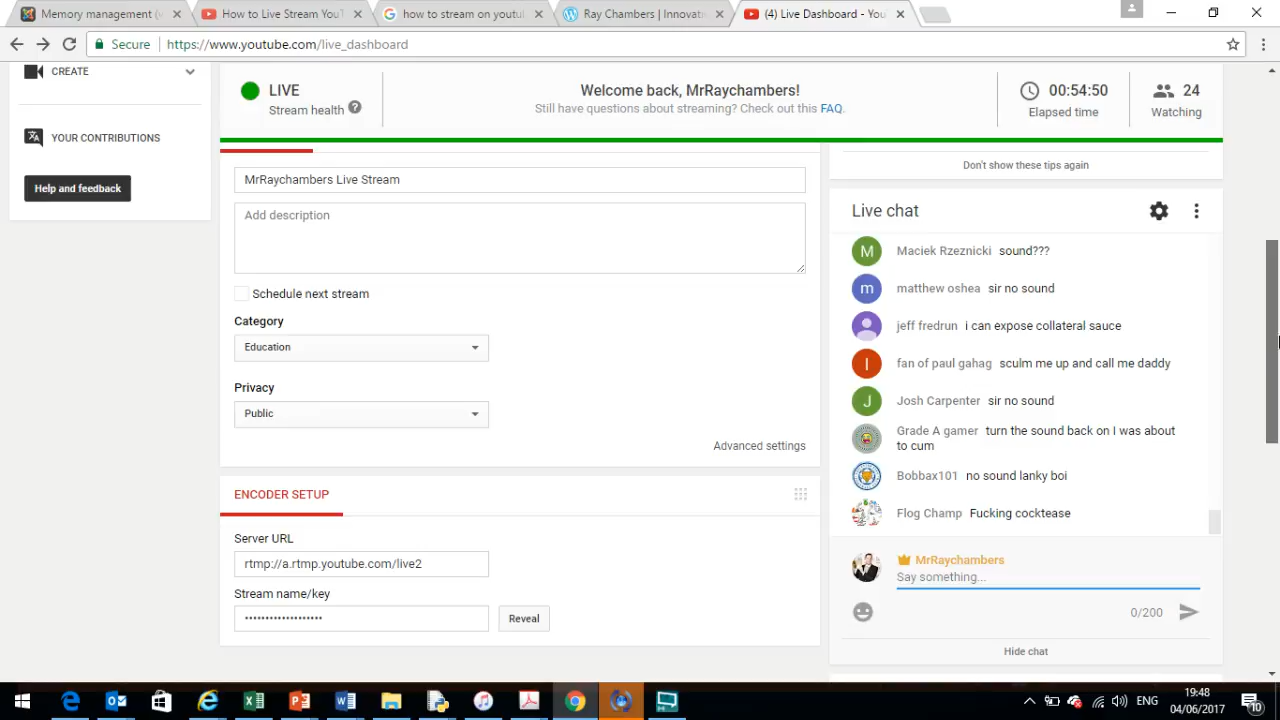 Memory management (v
How to Live Stream YouT
how to stream on youtu
Ray Chambers | Innovati
(4) Live Dashboard - You
Secure
https://www.youtube.com/live_dashboard
CREATE
YOUR CONTRIBUTIONS
Help and feedback
LIVE
Stream health ?
Welcome back, MrRaychambers!
Still have questions about streaming? Check out this FAQ.
00:54:50
Elapsed time
24
Watching
MrRaychambers Live Stream
Add description
Schedule next stream
Category
Education
Privacy
Public
Advanced settings
ENCODER SETUP
Server URL
rtmp://a.rtmp.youtube.com/live2
Stream name/key
•••••••••••••••••••
Reveal
Don't show these tips again
Live chat
M
Maciek Rzeznicki sound???
m
matthew oshea sir no sound
jeff fredrun i can expose collateral sauce
I
fan of paul gahag sculm me up and call me daddy
J
Josh Carpenter sir no sound
Grade A gamer turn the sound back on I was about
to cum
Bobbax101 no sound lanky boi
Flog Champ Fucking cocktease
MrRaychambers
Say something...
0/200
Hide chat
ENG
19:48
04/06/2017
10